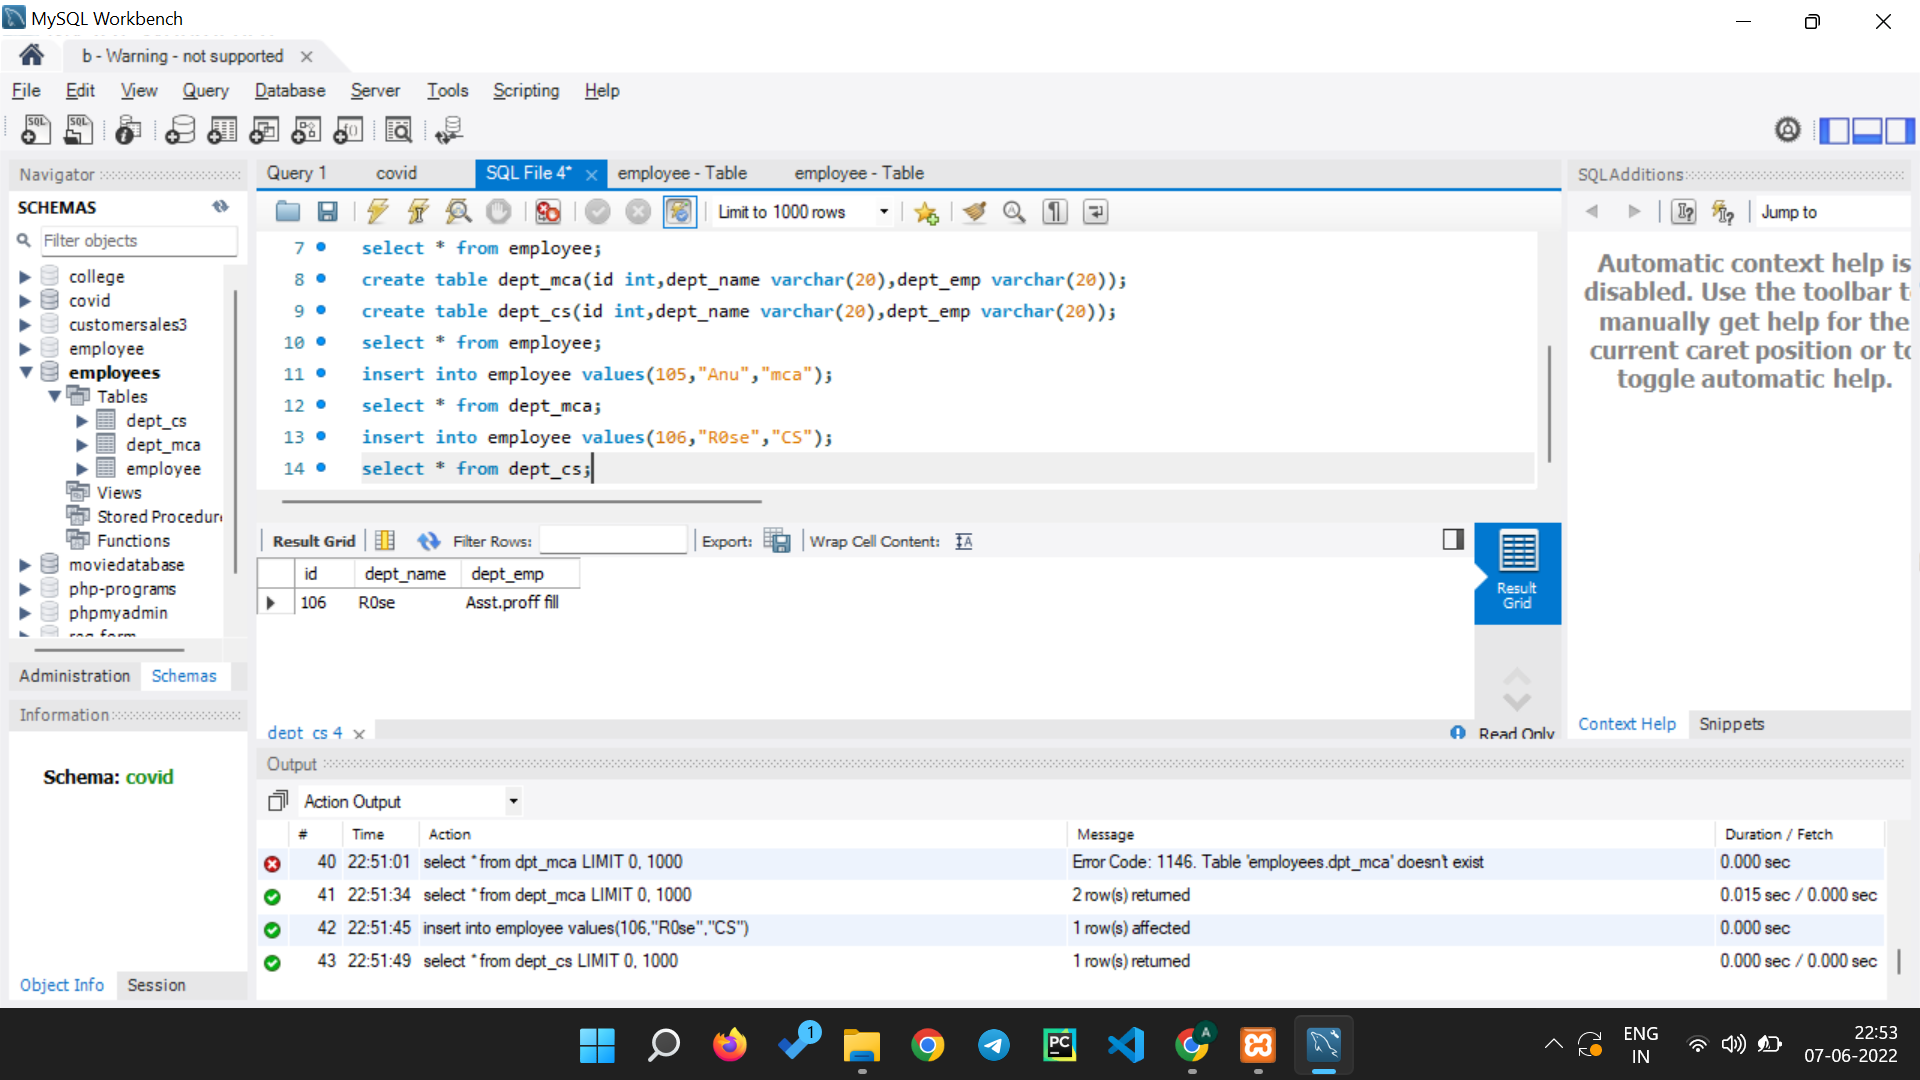 MySQL Workbench
b - Warning - not supported
File Edit View Query Database Server Tools Scripting Help
Navigator
SCHEMAS
Filter objects
college
covid
customersales3
employee
employees
Tables
dept_cs
dept_mca
employee
Views
Stored Procedur
Functions
moviedatabase
php-programs
phpmyadmin
reg form
Administration Schemas
Information
Schema: covid
Object Info Session
Query 1 covid SQL File 4* employee - Table employee - Table
Limit to 1000 rows
7 select * from employee;
8 create table dept_mca(id int,dept_name varchar(20),dept_emp varchar(20));
9 create table dept_cs(id int,dept_name varchar(20),dept_emp varchar(20));
10 select * from employee;
11 insert into employee values(105,"Anu","mca");
12 select * from dept_mca;
13 insert into employee values(106,"R0se","CS");
14 select * from dept_cs;
Result Grid Filter Rows: Export: Wrap Cell Content:
id dept_name dept_emp
106 R0se Asst.proff fill
Result
Grid
dept_cs 4
Read Only
SQLAdditions
Jump to
Automatic context help is
disabled. Use the toolbar t
manually get help for the
current caret position or to
toggle automatic help.
Context Help Snippets
Output
Action Output
# Time Action Message Duration / Fetch
40 22:51:01 select * from dpt_mca LIMIT 0, 1000 Error Code: 1146. Table 'employees.dpt_mca' doesn't exist 0.000 sec
41 22:51:34 select * from dept_mca LIMIT 0, 1000 2 row(s) returned 0.015 sec / 0.000 sec
42 22:51:45 insert into employee values(106,"R0se","CS") 1 row(s) affected 0.000 sec
43 22:51:49 select * from dept_cs LIMIT 0, 1000 1 row(s) returned 0.000 sec / 0.000 sec
ENG
IN
22:53
07-06-2022